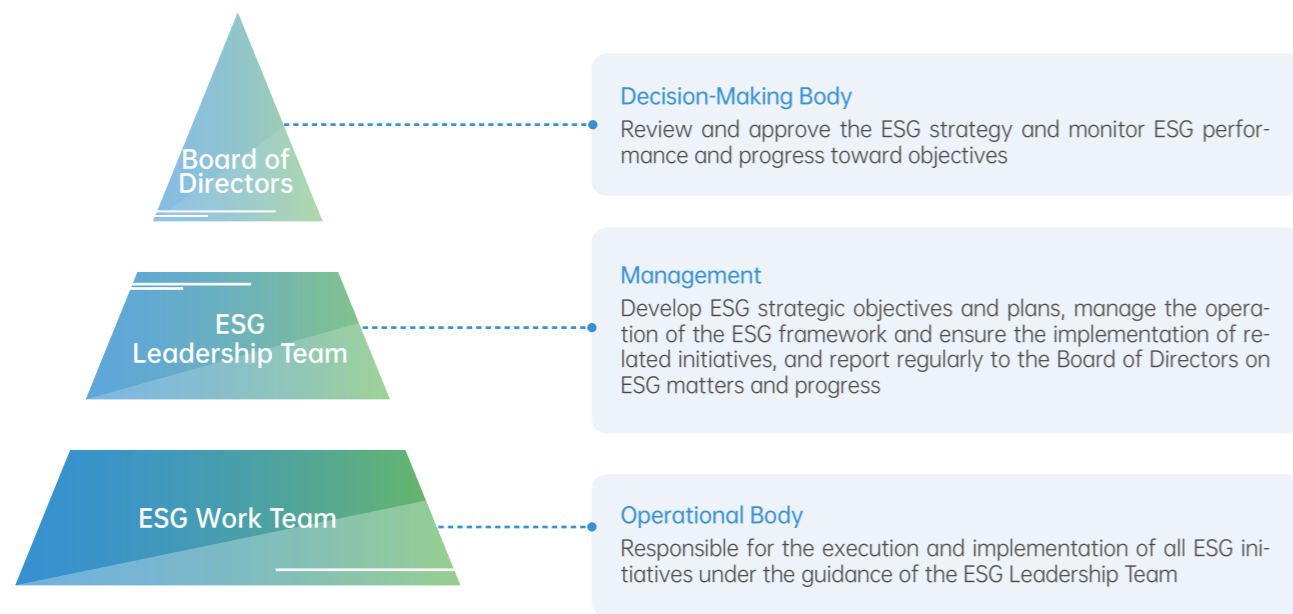 Board of
Directors
Decision-Making Body
Review and approve the ESG strategy and monitor ESG perfor-
mance and progress toward objectives
ESG
Leadership Team
Management
Develop ESG strategic objectives and plans, manage the opera-
tion of the ESG framework and ensure the implementation of re-
lated initiatives, and report regularly to the Board of Directors on
ESG matters and progress
ESG Work Team
Operational Body
Responsible for the execution and implementation of all ESG ini-
tiatives under the guidance of the ESG Leadership Team